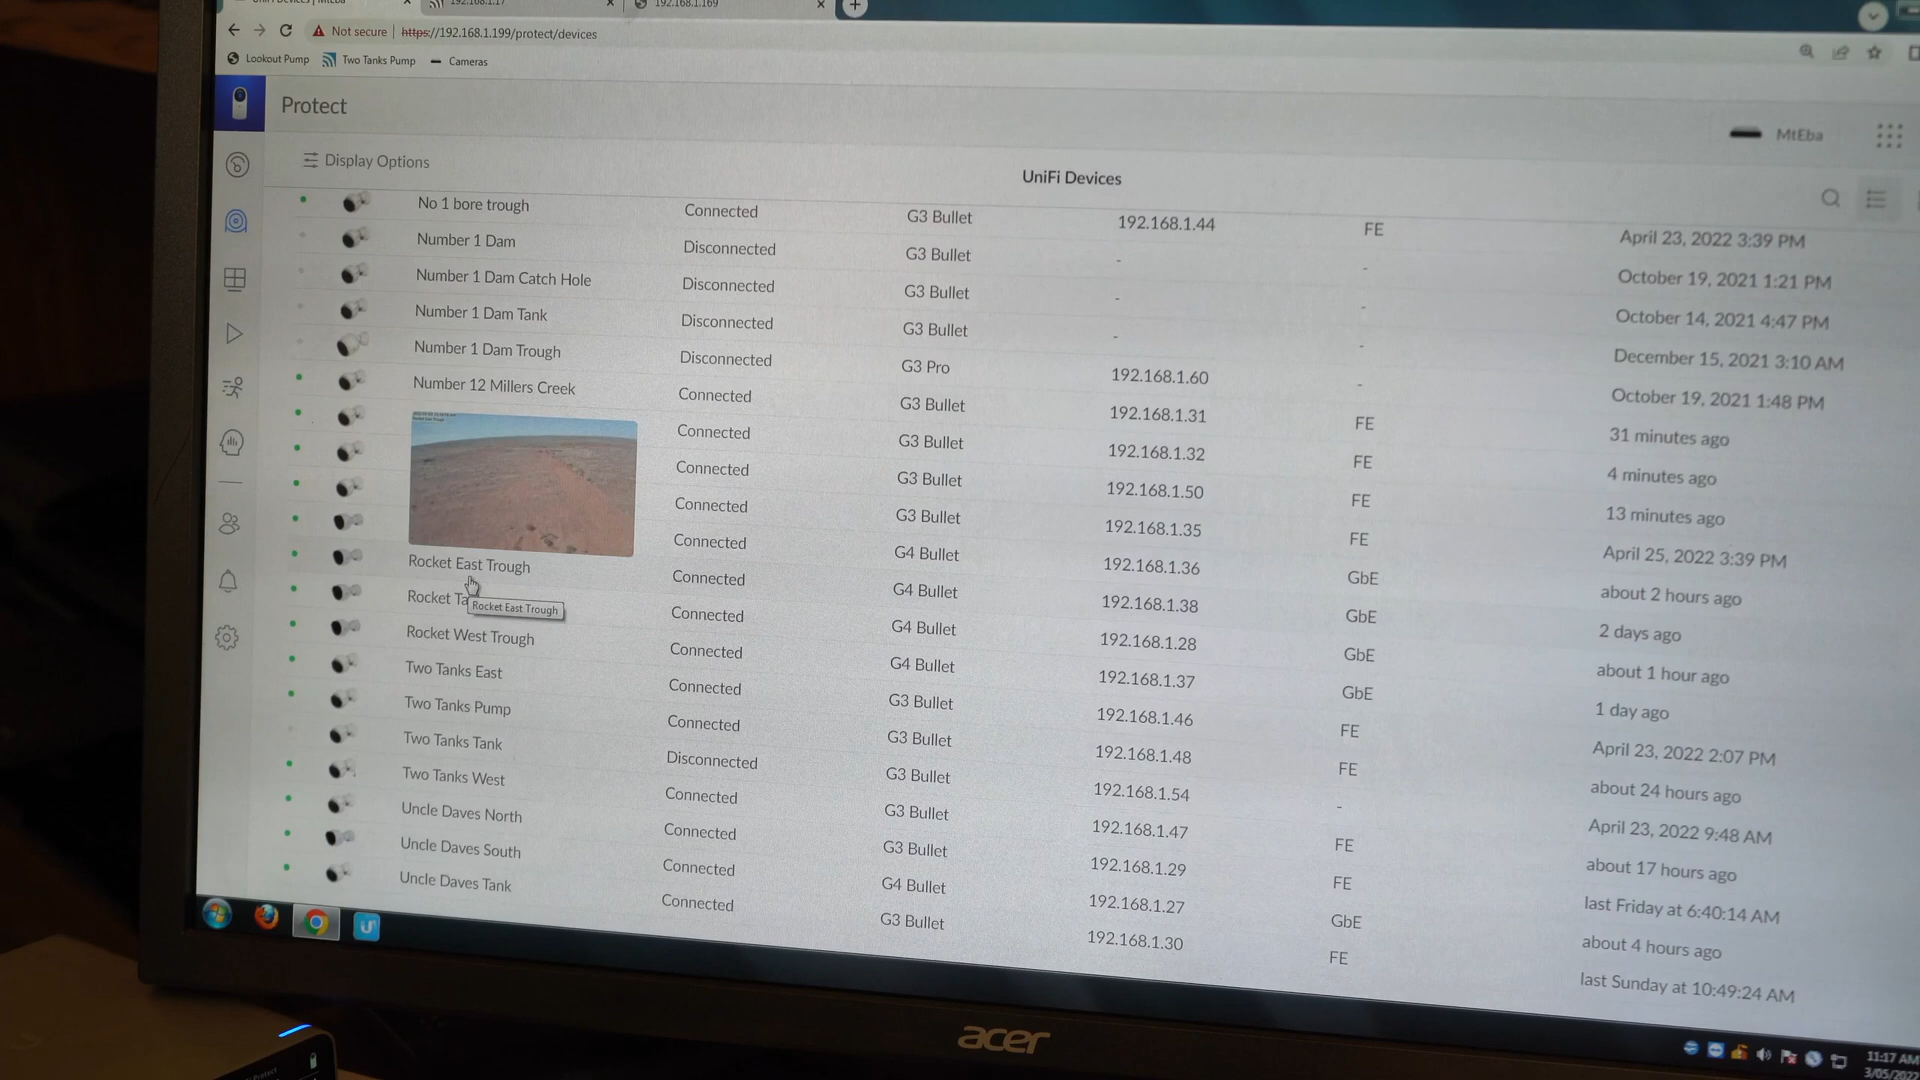 192.168.1.17
192.168.1.169
Not secure https://192.168.1.199/protect/devices
Lookout Pump Two Tanks Pump Cameras
Protect
MtEba
Display Options
UniFi Devices
No 1 bore trough Connected G3 Bullet 192.168.1.44 FE April 23, 2022 3:39 PM
Number 1 Dam Disconnected G3 Bullet - - October 19, 2021 1:21 PM
Number 1 Dam Catch Hole Disconnected G3 Bullet - - October 14, 2021 4:47 PM
Number 1 Dam Tank Disconnected G3 Bullet - - December 15, 2021 3:10 AM
Number 1 Dam Trough Disconnected G3 Pro 192.168.1.60 - October 19, 2021 1:48 PM
Number 12 Millers Creek Connected G3 Bullet 192.168.1.31 FE 31 minutes ago
Connected G3 Bullet 192.168.1.32 FE 4 minutes ago
Connected G3 Bullet 192.168.1.50 FE 13 minutes ago
Connected G3 Bullet 192.168.1.35 FE April 25, 2022 3:39 PM
Connected G4 Bullet 192.168.1.36 GbE about 2 hours ago
Rocket East Trough Connected G4 Bullet 192.168.1.38 GbE 2 days ago
Rocket Ta Connected G4 Bullet 192.168.1.28 GbE about 1 hour ago
Rocket East Trough
Rocket West Trough Connected G4 Bullet 192.168.1.37 GbE 1 day ago
Two Tanks East Connected G3 Bullet 192.168.1.46 FE April 23, 2022 2:07 PM
Two Tanks Pump Connected G3 Bullet 192.168.1.48 FE about 24 hours ago
Two Tanks Tank Disconnected G3 Bullet 192.168.1.54 - April 23, 2022 9:48 AM
Two Tanks West Connected G3 Bullet 192.168.1.47 FE about 17 hours ago
Uncle Daves North Connected G3 Bullet 192.168.1.29 FE last Friday at 6:40:14 AM
Uncle Daves South Connected G4 Bullet 192.168.1.27 GbE about 4 hours ago
Uncle Daves Tank Connected G3 Bullet 192.168.1.30 FE last Sunday at 10:49:24 AM
acer
11:17 AM
3/05/2022